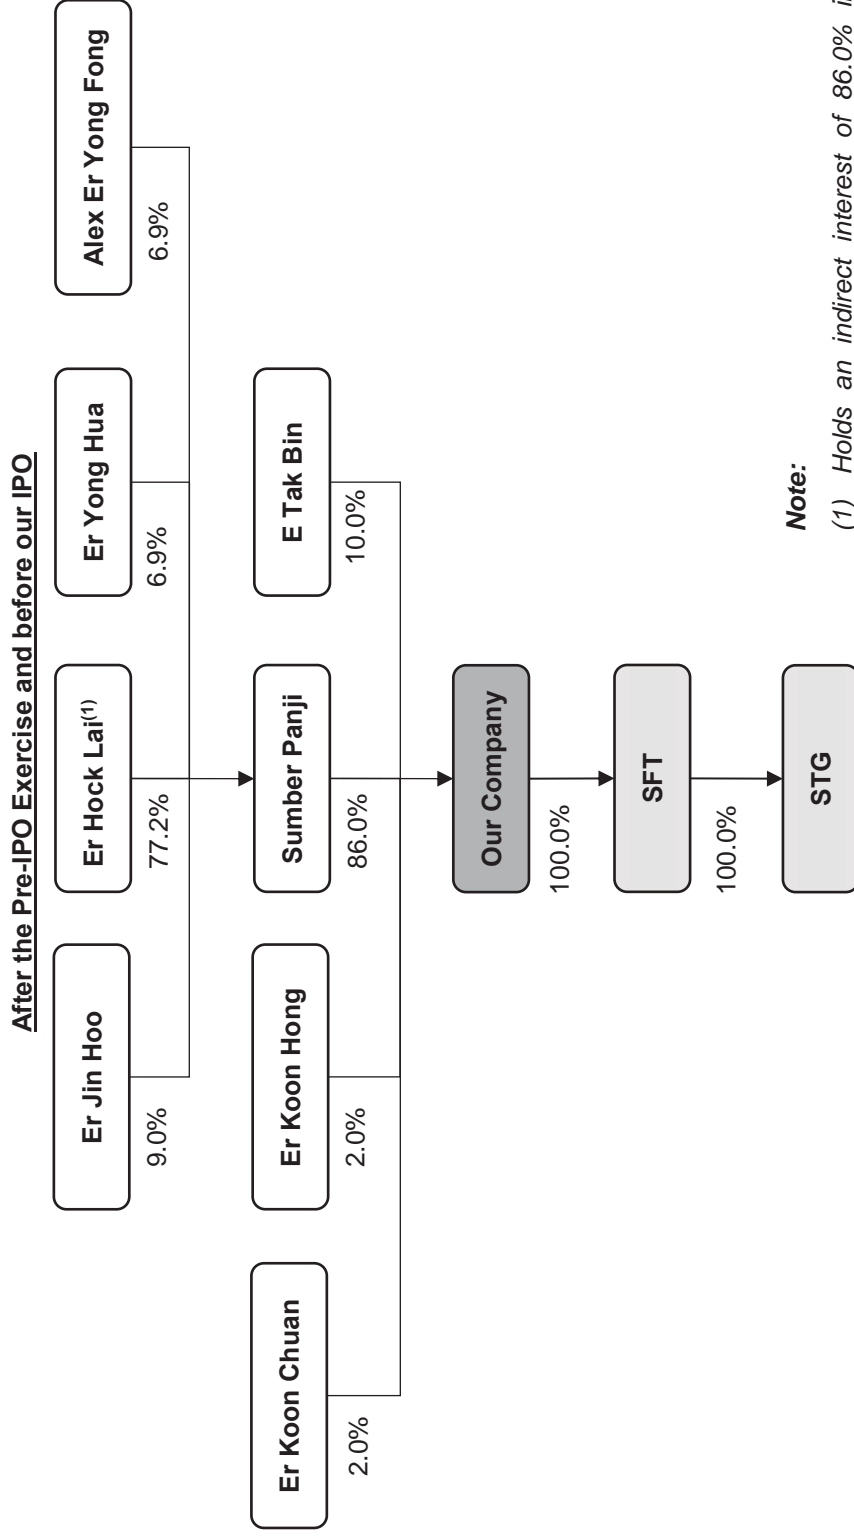 After the Pre-IPO Exercise and before our IPO
Er Jin Hoo
Er Hock Lai(1)
Er Yong Hua
Alex Er Yong Fong
9.0%
77.2%
6.9%
6.9%
Er Koon Chuan
Er Koon Hong
Sumber Panji
E Tak Bin
2.0%
2.0%
86.0%
10.0%
Our Company
100.0%
SFT
100.0%
STG
Note:
(1) Holds an indirect interest of 86.0%